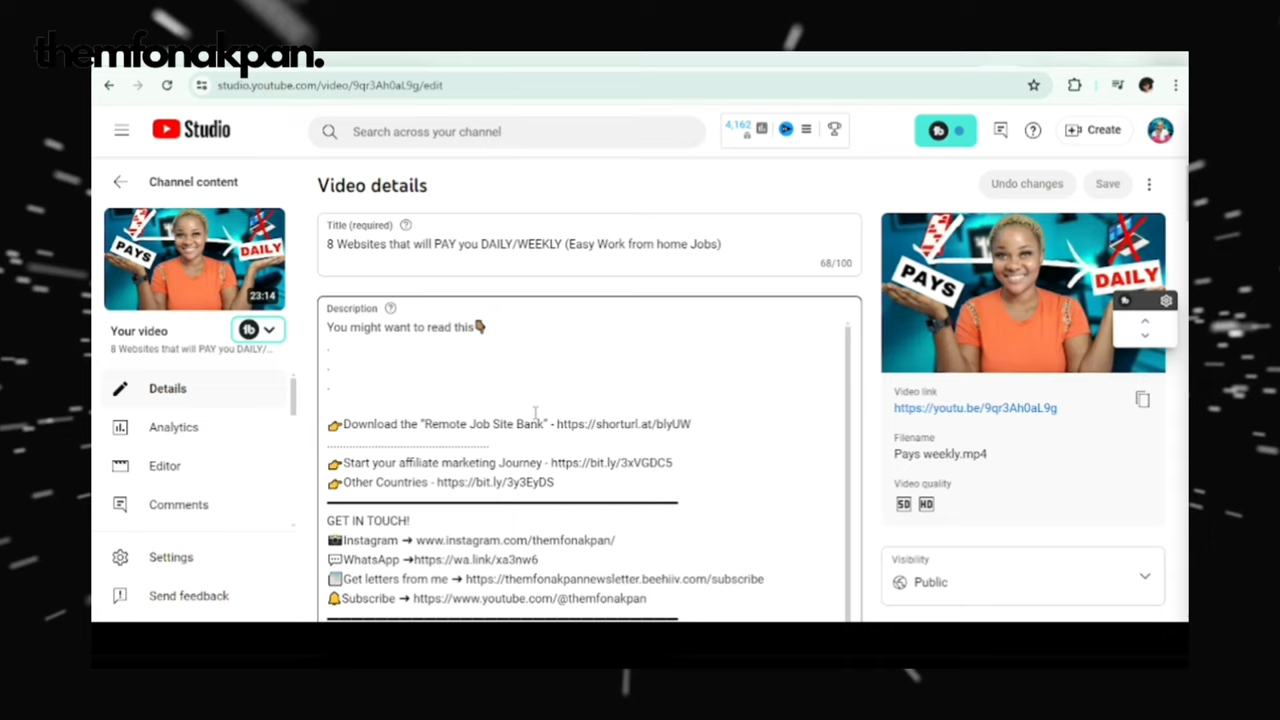 themfonakpan.
studio.youtube.com/video/9qr3Ah0aL9g/edit
Studio
Search across your channel
4,162
Create
Channel content
Video details
Undo changes
Save
PAYS
DAILY
23:14
Title (required)
8 Websites that will PAY you DAILY/WEEKLY (Easy Work from home Jobs)
68/100
PAYS
DAILY
Your video
8 Websites that will PAY you DAILY/...
Description
You might want to read this👇🏾
.
.
.
👉Download the "Remote Job Site Bank" - https://shorturl.at/blyUW
👉Start your affiliate marketing Journey - https://bit.ly/3xVGDC5
👉Other Countries - https://bit.ly/3y3EyDS
GET IN TOUCH!
📸Instagram ➔ www.instagram.com/themfonakpan/
💬WhatsApp ➔https://wa.link/xa3nw6
🗒️Get letters from me ➔ https://themfonakpannewsletter.beehiiv.com/subscribe
🔔Subscribe ➔ https://www.youtube.com/@themfonakpan
Details
Analytics
Editor
Comments
Settings
Send feedback
Video link
https://youtu.be/9qr3Ah0aL9g
Filename
Pays weekly.mp4
Video quality
SD HD
Visibility
Public